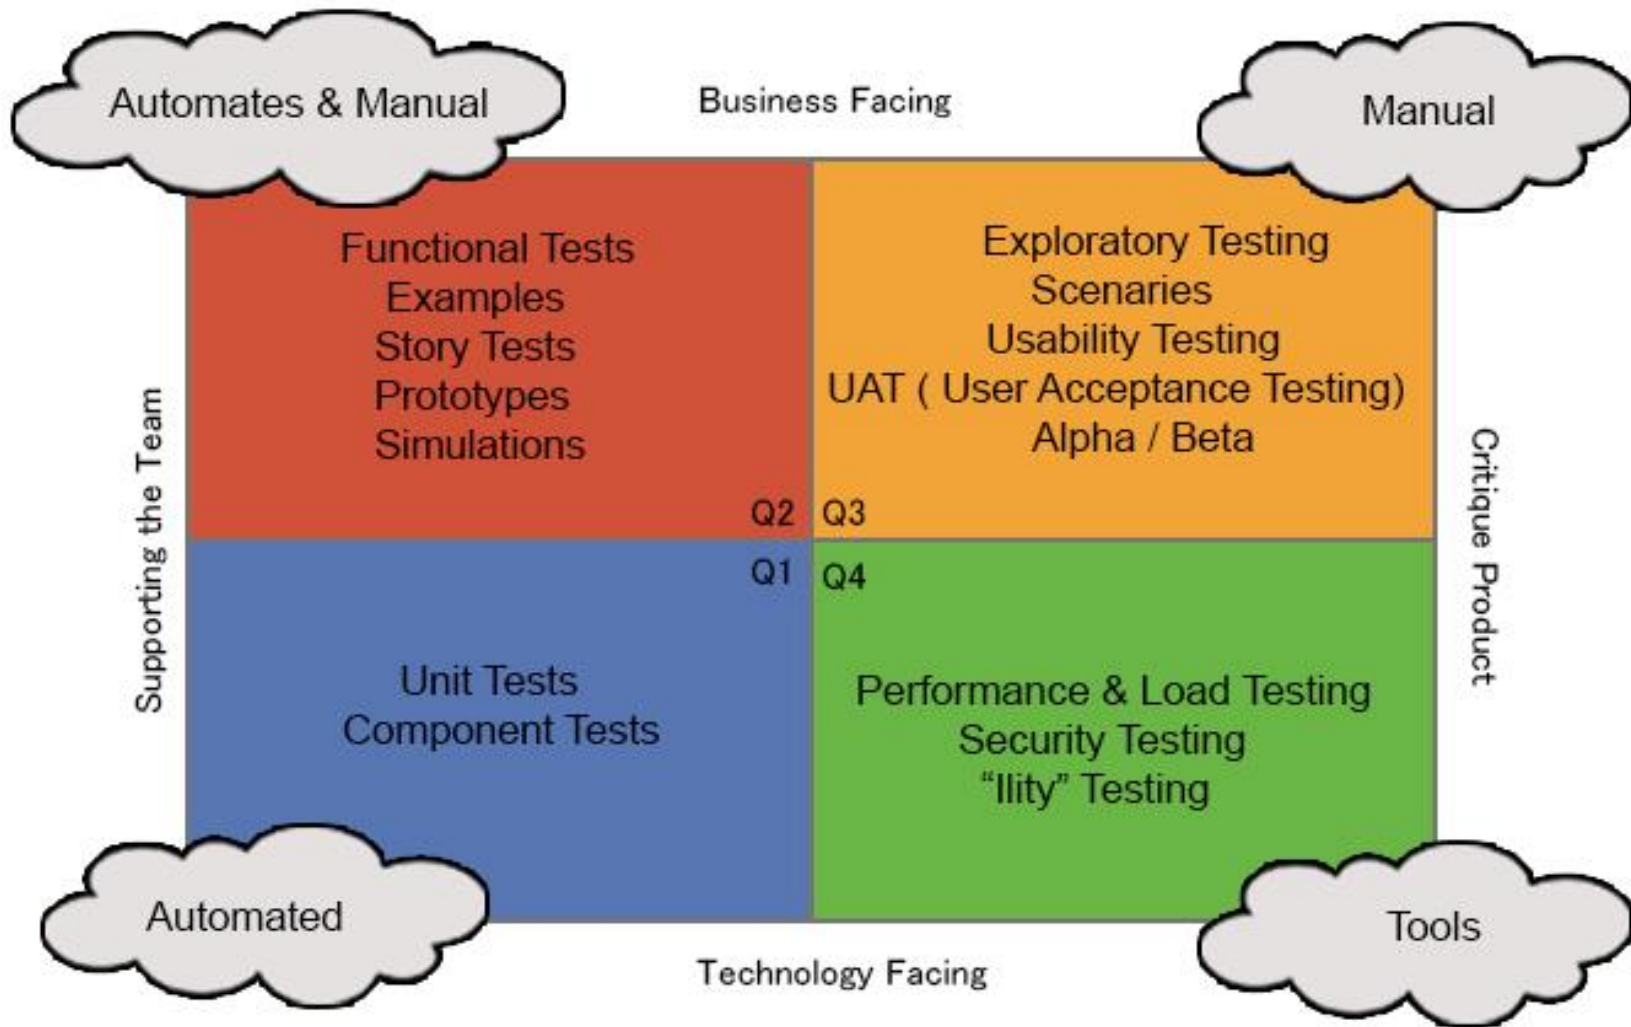 Automates & Manual
Business Facing
Manual
Functional Tests
Examples
Story Tests
Prototypes
Simulations
Q2
Exploratory Testing
Scenaries
Usability Testing
UAT ( User Acceptance Testing)
Alpha / Beta
Q3
Supporting the Team
Critique Product
Q1
Unit Tests
Component Tests
Q4
Performance & Load Testing
Security Testing
“Ility” Testing
Automated
Technology Facing
Tools